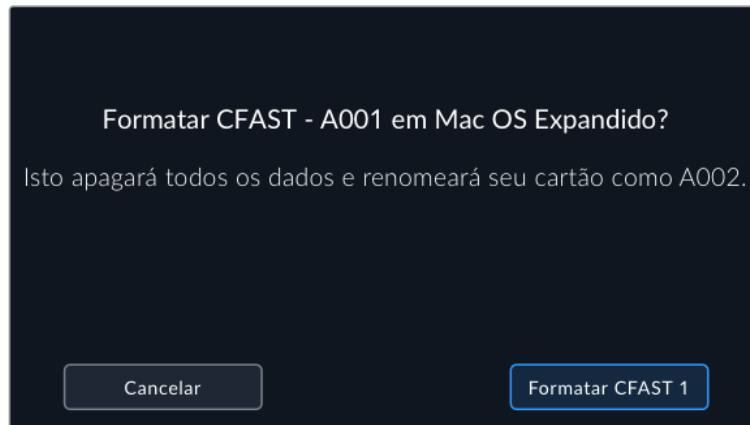 Formatar CFAST - A001 em Mac OS Expandido?
Isto apagará todos os dados e renomeará seu cartão como A002.
Cancelar
Formatar CFAST 1